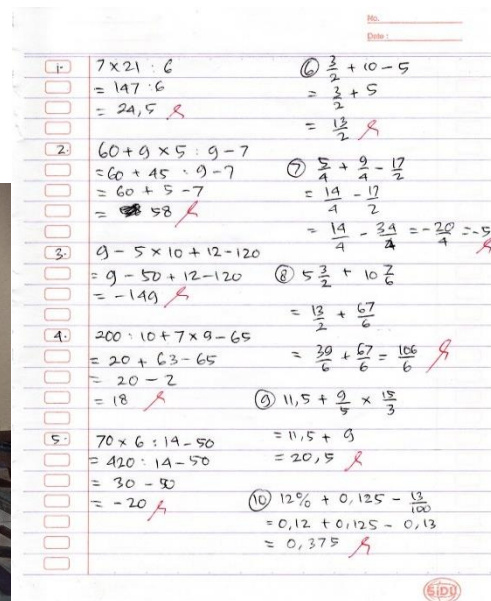 No.
Date :
1. 7 × 21 : 6
= 147 : 6
= 24,5
2. 60 + 9 × 5 : 9 - 7
= 60 + 45 : 9 - 7
= 60 + 5 - 7
= 58
3. 9 - 5 × 10 + 12 - 120
= 9 - 50 + 12 - 120
= -149
4. 200 : 10 + 7 × 9 - 65
= 20 + 63 - 65
= 20 - 2
= 18
5. 70 × 6 : 14 - 50
= 420 : 14 - 50
= 30 - 50
= -20
6 3/2 + 10 - 5
= 3/2 + 5
= 13/2
7 5/4 + 9/4 - 17/2
= 14/4 - 17/2
= 14/4 - 34/4 = -20/4 = -5
8 5 3/2 + 10 7/6
= 13/2 + 67/6
= 39/6 + 67/6 = 106/6
9 11,5 + 9/5 × 15/3
= 11,5 + 9
= 20,5
10 12% + 0,125 - 13/100
= 0,12 + 0,125 - 0,13
= 0,375
SIDU